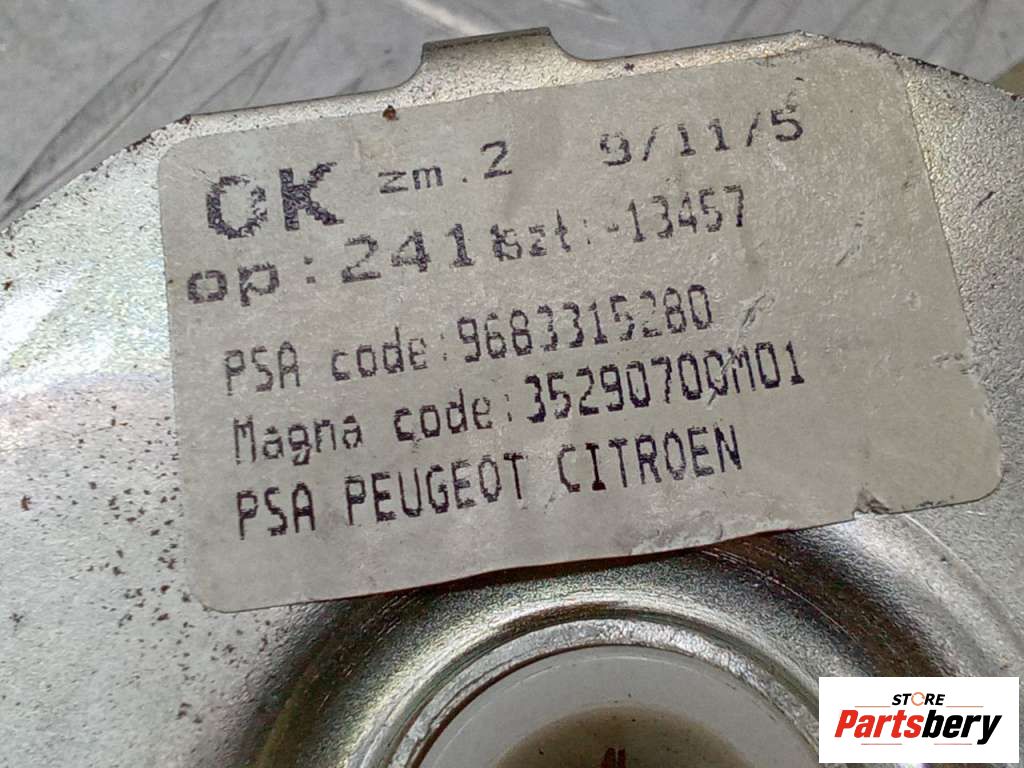 OK zm.2 9/11/5
op:241 szt:-13457
PSA code:9683315280
Magna code:35290700M01
PSA PEUGEOT CITROEN
STORE
Partsbery